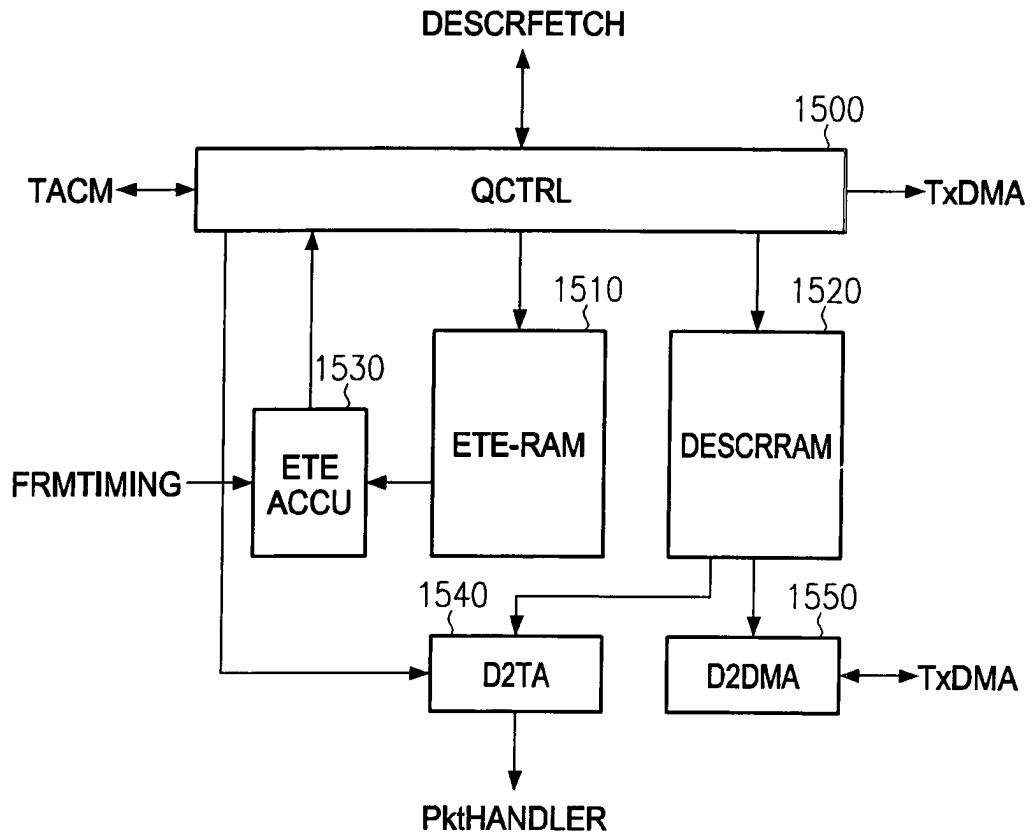 DESCRFETCH
1500
TACM
QCTRL
TxDMA
1510
1520
1530
ETE-RAM
DESCRRAM
FRMTIMING
ETE
ACCU
1540
1550
D2TA
D2DMA
TxDMA
PktHANDLER